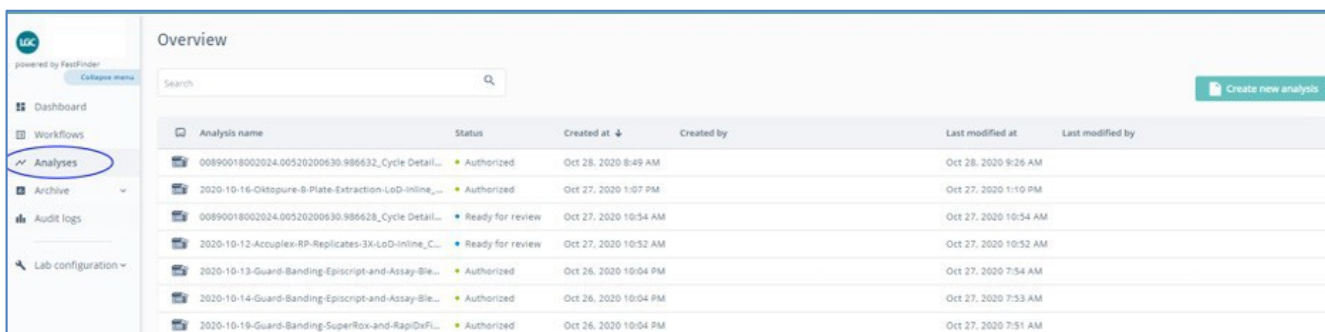 LGC
powered by FastFinder
Collapse menu
Dashboard
Workflows
Analyses
Archive
Audit logs
Lab configuration
Overview
Search
Create new analysis
Analysis name Status Created at Created by Last modified at Last modified by
00890018002024.00520200630.986632_Cycle Detail... Authorized Oct 28, 2020 8:49 AM Oct 28, 2020 9:26 AM
2020-10-16-Oktopure-8-Plate-Extraction-LoD-Inline_... Authorized Oct 27, 2020 1:07 PM Oct 27, 2020 1:10 PM
00890018002024.00520200630.986628_Cycle Detail... Ready for review Oct 27, 2020 10:54 AM Oct 27, 2020 10:54 AM
2020-10-12-Accuplex-RP-Replicates-3X-LoD-Inline_C... Ready for review Oct 27, 2020 10:52 AM Oct 27, 2020 10:52 AM
2020-10-13-Guard-Banding-Episcript-and-Assay-Ble... Authorized Oct 26, 2020 10:04 PM Oct 27, 2020 7:54 AM
2020-10-14-Guard-Banding-Episcript-and-Assay-Ble... Authorized Oct 26, 2020 10:04 PM Oct 27, 2020 7:53 AM
2020-10-19-Guard-Banding-SuperRox-and-RapiDxFi... Authorized Oct 26, 2020 10:04 PM Oct 27, 2020 7:51 AM